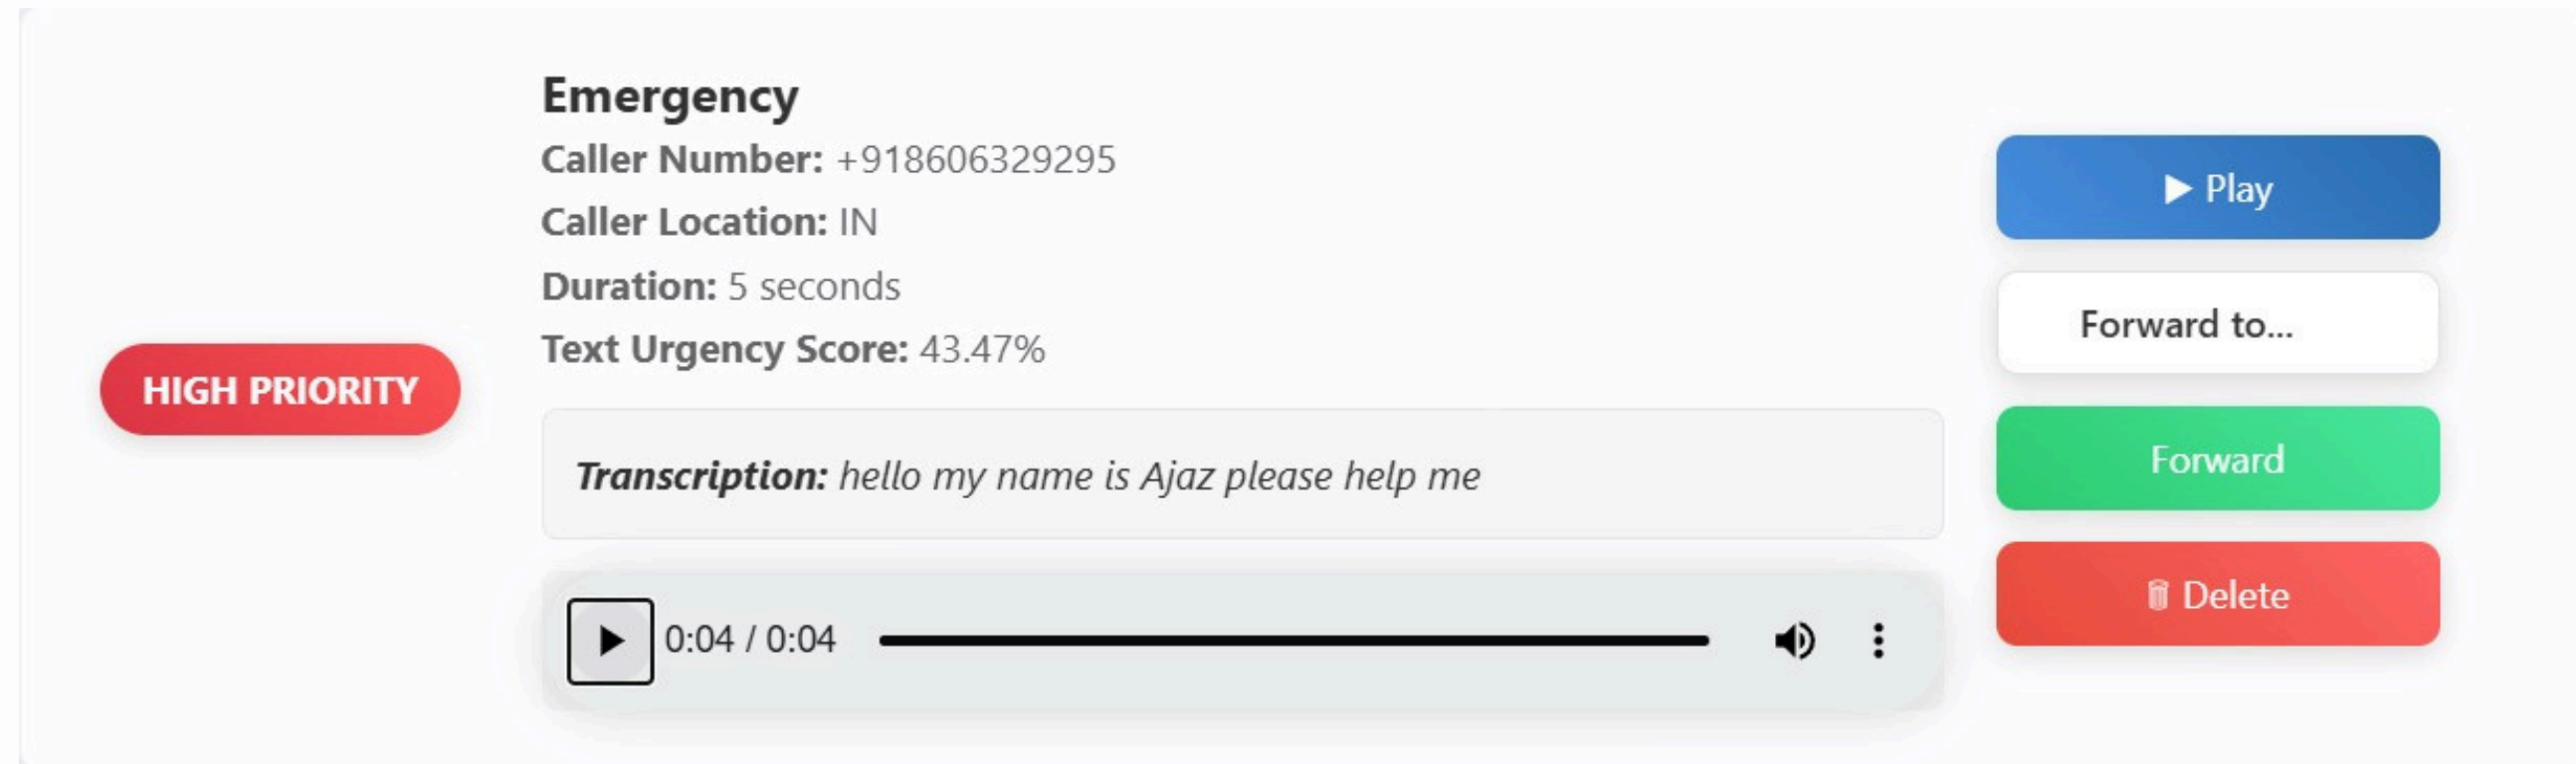 HIGH PRIORITY
Emergency
Caller Number: +918606329295
Caller Location: IN
Duration: 5 seconds
Text Urgency Score: 43.47%
Transcription: hello my name is Ajaz please help me
0:04 / 0:04
Play
Forward to...
Forward
Delete